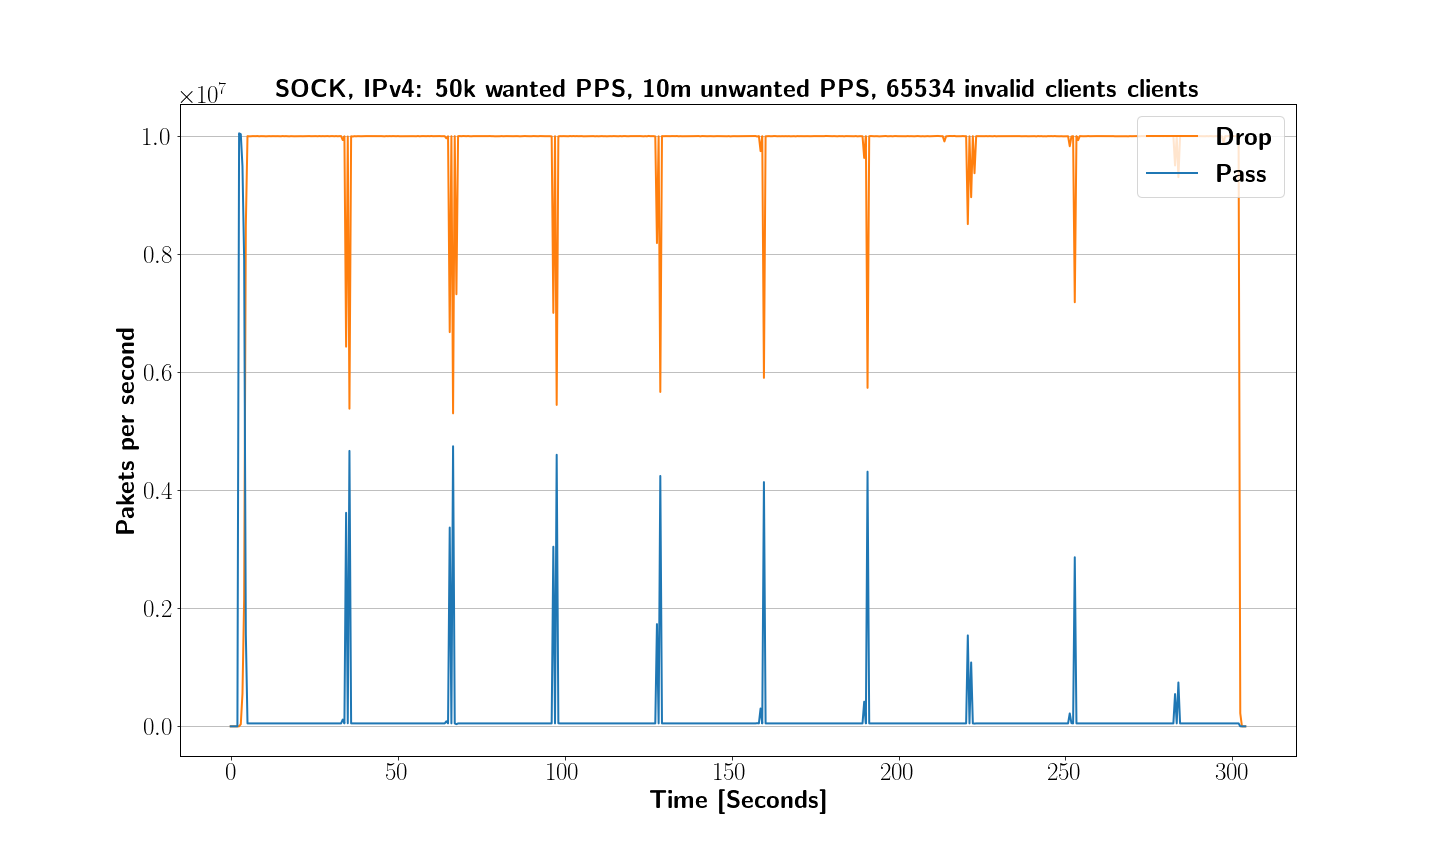 SOCK, IPv4: 50k wanted PPS, 10m unwanted PPS, 65534 invalid clients clients
×10⁷
1.0
0.8
0.6
0.4
0.2
0.0
Pakets per second
Drop
Pass
0 50 100 150 200 250 300
Time [Seconds]